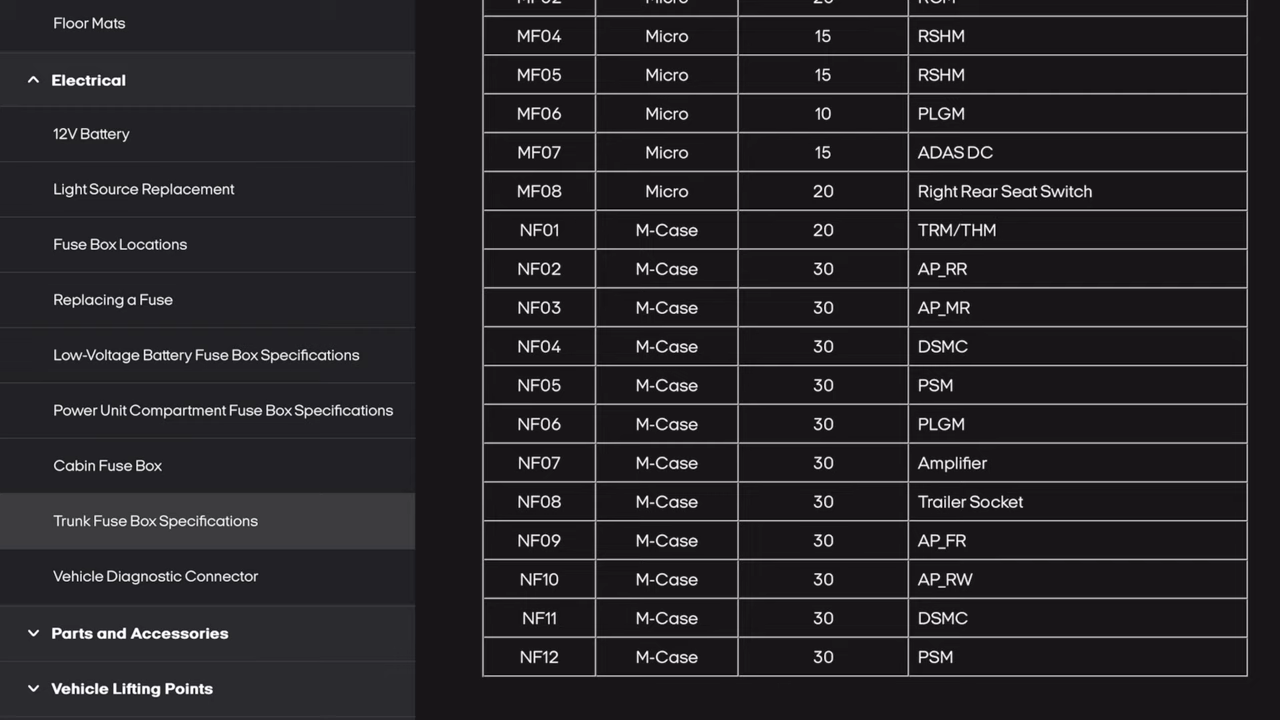 Floor Mats
Electrical
12V Battery
Light Source Replacement
Fuse Box Locations
Replacing a Fuse
Low-Voltage Battery Fuse Box Specifications
Power Unit Compartment Fuse Box Specifications
Cabin Fuse Box
Trunk Fuse Box Specifications
Vehicle Diagnostic Connector
Parts and Accessories
Vehicle Lifting Points
MF04 Micro 15 RSHM
MF05 Micro 15 RSHM
MF06 Micro 10 PLGM
MF07 Micro 15 ADAS DC
MF08 Micro 20 Right Rear Seat Switch
NF01 M-Case 20 TRM/THM
NF02 M-Case 30 AP_RR
NF03 M-Case 30 AP_MR
NF04 M-Case 30 DSMC
NF05 M-Case 30 PSM
NF06 M-Case 30 PLGM
NF07 M-Case 30 Amplifier
NF08 M-Case 30 Trailer Socket
NF09 M-Case 30 AP_FR
NF10 M-Case 30 AP_RW
NF11 M-Case 30 DSMC
NF12 M-Case 30 PSM